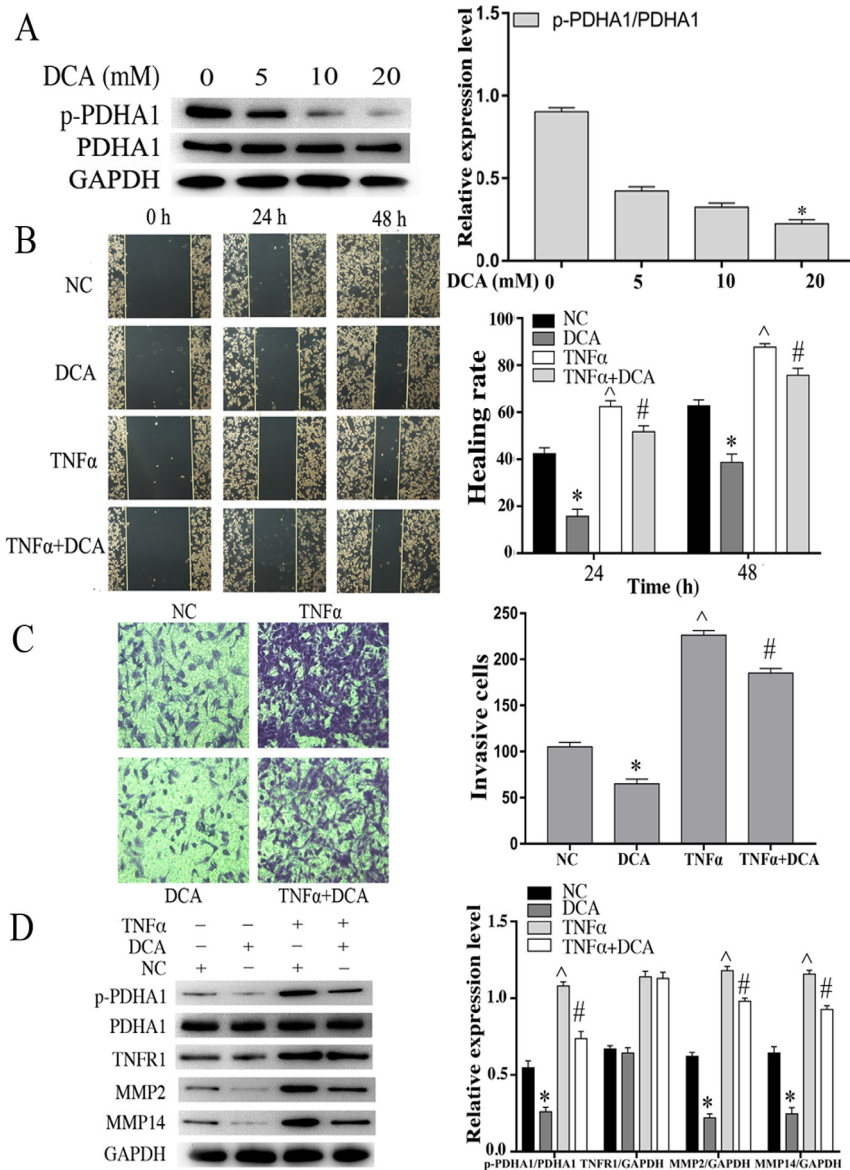 A
DCA (mM) 0 5 10 20
p-PDHA1
PDHA1
GAPDH
p-PDHA1/PDHA1
Relative expression level
1.5
1.0
0.5
0.0
*
DCA (mM) 0 5 10 20
B
0 h 24 h 48 h
NC
DCA
TNFα
TNFα+DCA
NC
DCA
TNFα
TNFα+DCA
Healing rate
100
80
60
40
20
0
* ^ # * ^ #
24 48
Time (h)
C
NC TNFα
DCA TNFα+DCA
Invasive cells
250
200
150
100
50
0
* ^ #
NC DCA TNFα TNFα+DCA
D
TNFα – – + +
DCA – + – +
NC + – + –
p-PDHA1
PDHA1
TNFR1
MMP2
MMP14
GAPDH
NC
DCA
TNFα
TNFα+DCA
Relative expression level
1.5
1.0
0.5
0.0
* ^ # * ^ # * ^ #
p-PDHA1/PDHA1 TNFR1/GAPDH MMP2/GAPDH MMP14/GAPDH